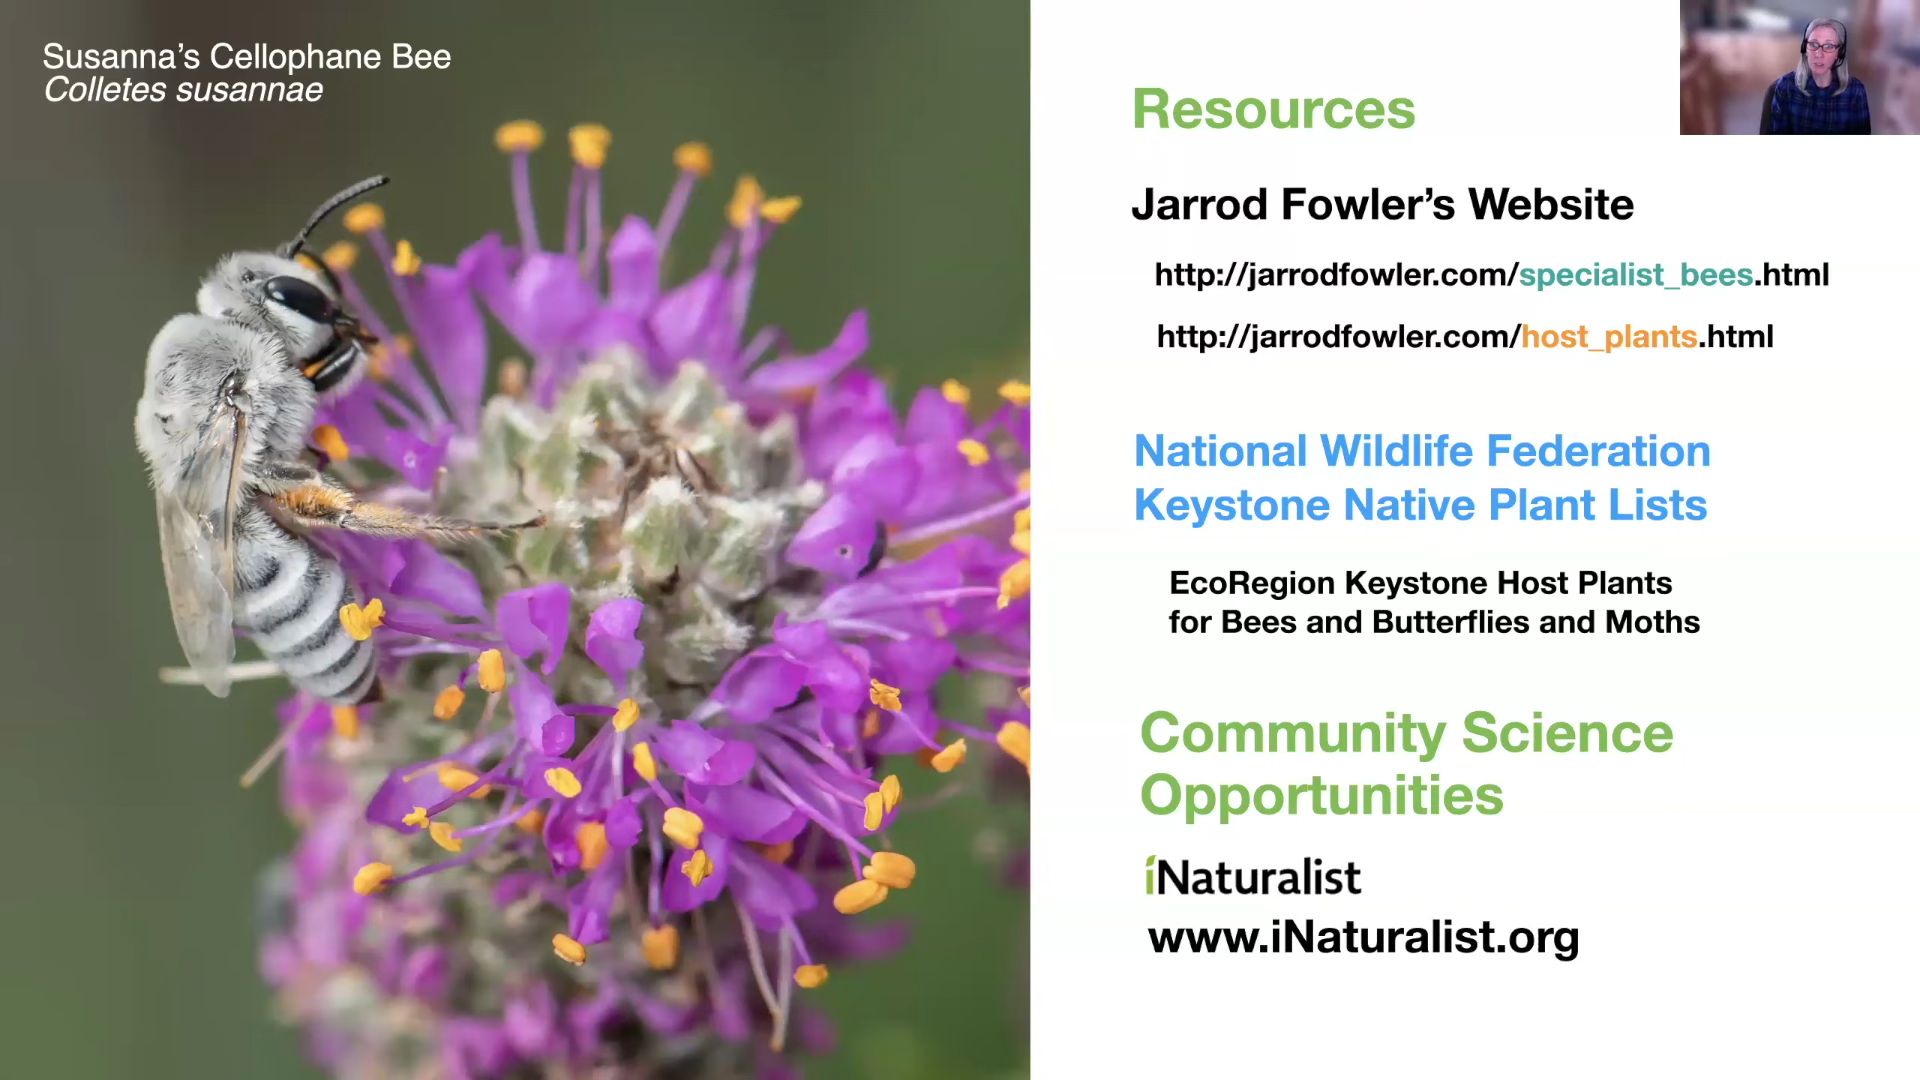 Susanna’s Cellophane Bee
Colletes susannae
Resources
Jarrod Fowler’s Website
http://jarrodfowler.com/specialist_bees.html
http://jarrodfowler.com/host_plants.html
National Wildlife Federation
Keystone Native Plant Lists
EcoRegion Keystone Host Plants
for Bees and Butterflies and Moths
Community Science
Opportunities
iNaturalist
www.iNaturalist.org